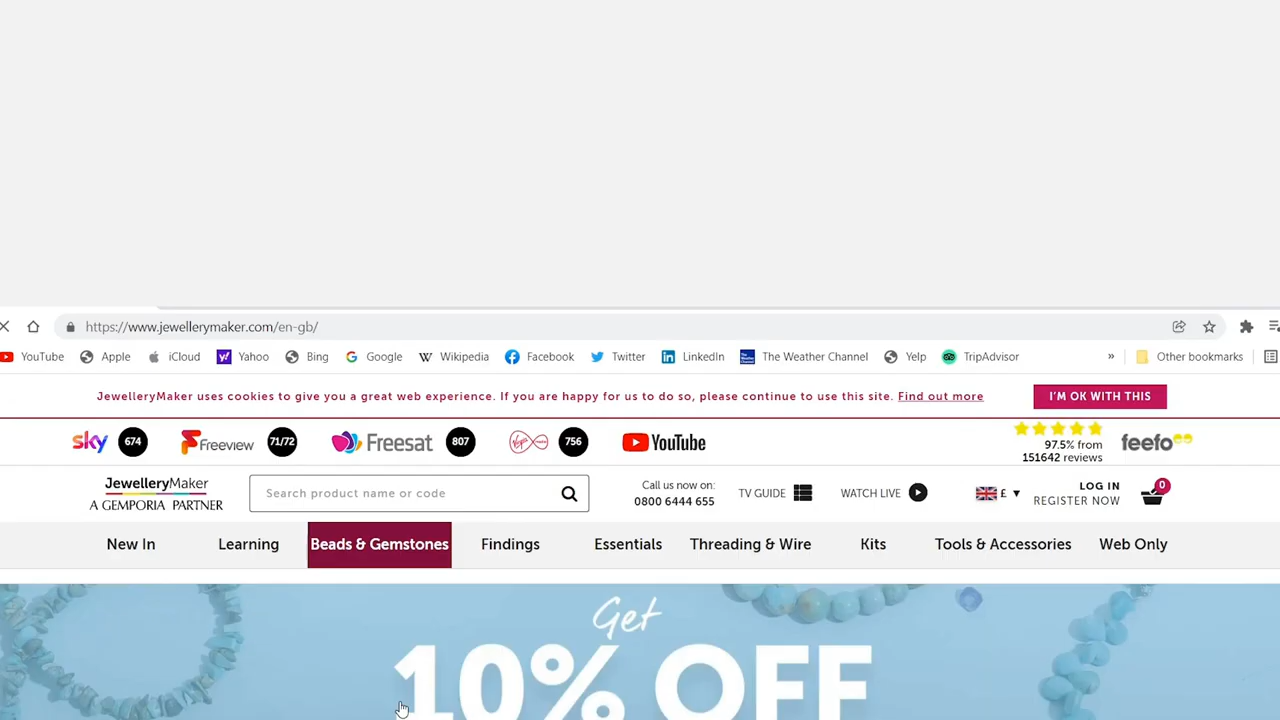 https://www.jewellerymaker.com/en-gb/
YouTube Apple iCloud Yahoo Bing Google Wikipedia Facebook Twitter LinkedIn The Weather Channel Yelp TripAdvisor » Other bookmarks
JewelleryMaker uses cookies to give you a great web experience. If you are happy for us to do so, please continue to use this site. Find out more I'M OK WITH THIS
sky 674 Freeview 71/72 Freesat 807 Virgin 756 YouTube 97.5% from feefo
151642 reviews
JewelleryMaker
A GEMPORIA PARTNER
Search product name or code
Call us now on:
0800 6444 655
TV GUIDE
WATCH LIVE
£ ▼
LOG IN
REGISTER NOW
0
New In Learning Beads & Gemstones Findings Essentials Threading & Wire Kits Tools & Accessories Web Only
Get
10% OFF